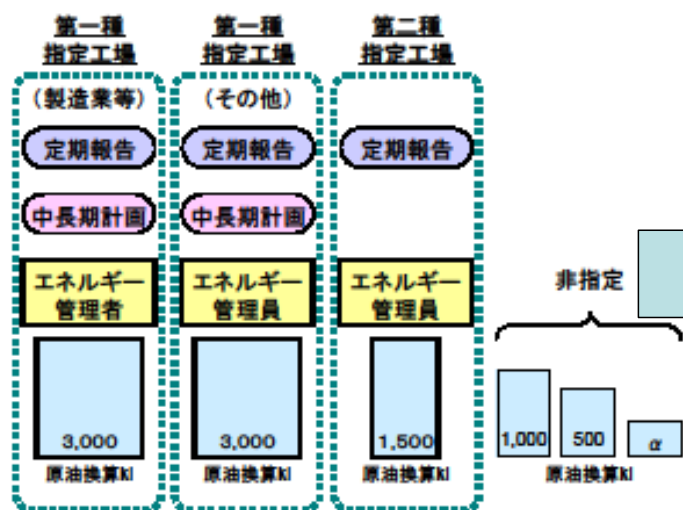 第一種
指定工場
第一種
指定工場
第二種
指定工場
(製造業等)
(その他)
定期報告
定期報告
定期報告
中長期計画
中長期計画
エネルギー
管理者
エネルギー
管理員
エネルギー
管理員
非指定
3,000
3,000
1,500
1,000
500
α
原油換算kl
原油換算kl
原油換算kl
原油換算kl